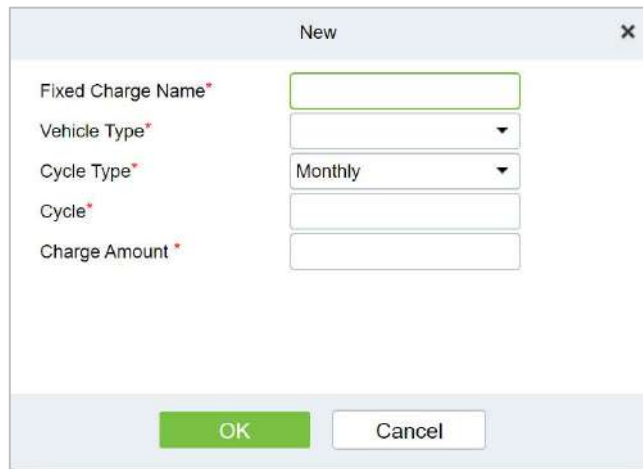 New
Fixed Charge Name*
Vehicle Type*
Cycle Type* Monthly
Cycle*
Charge Amount *
OK Cancel